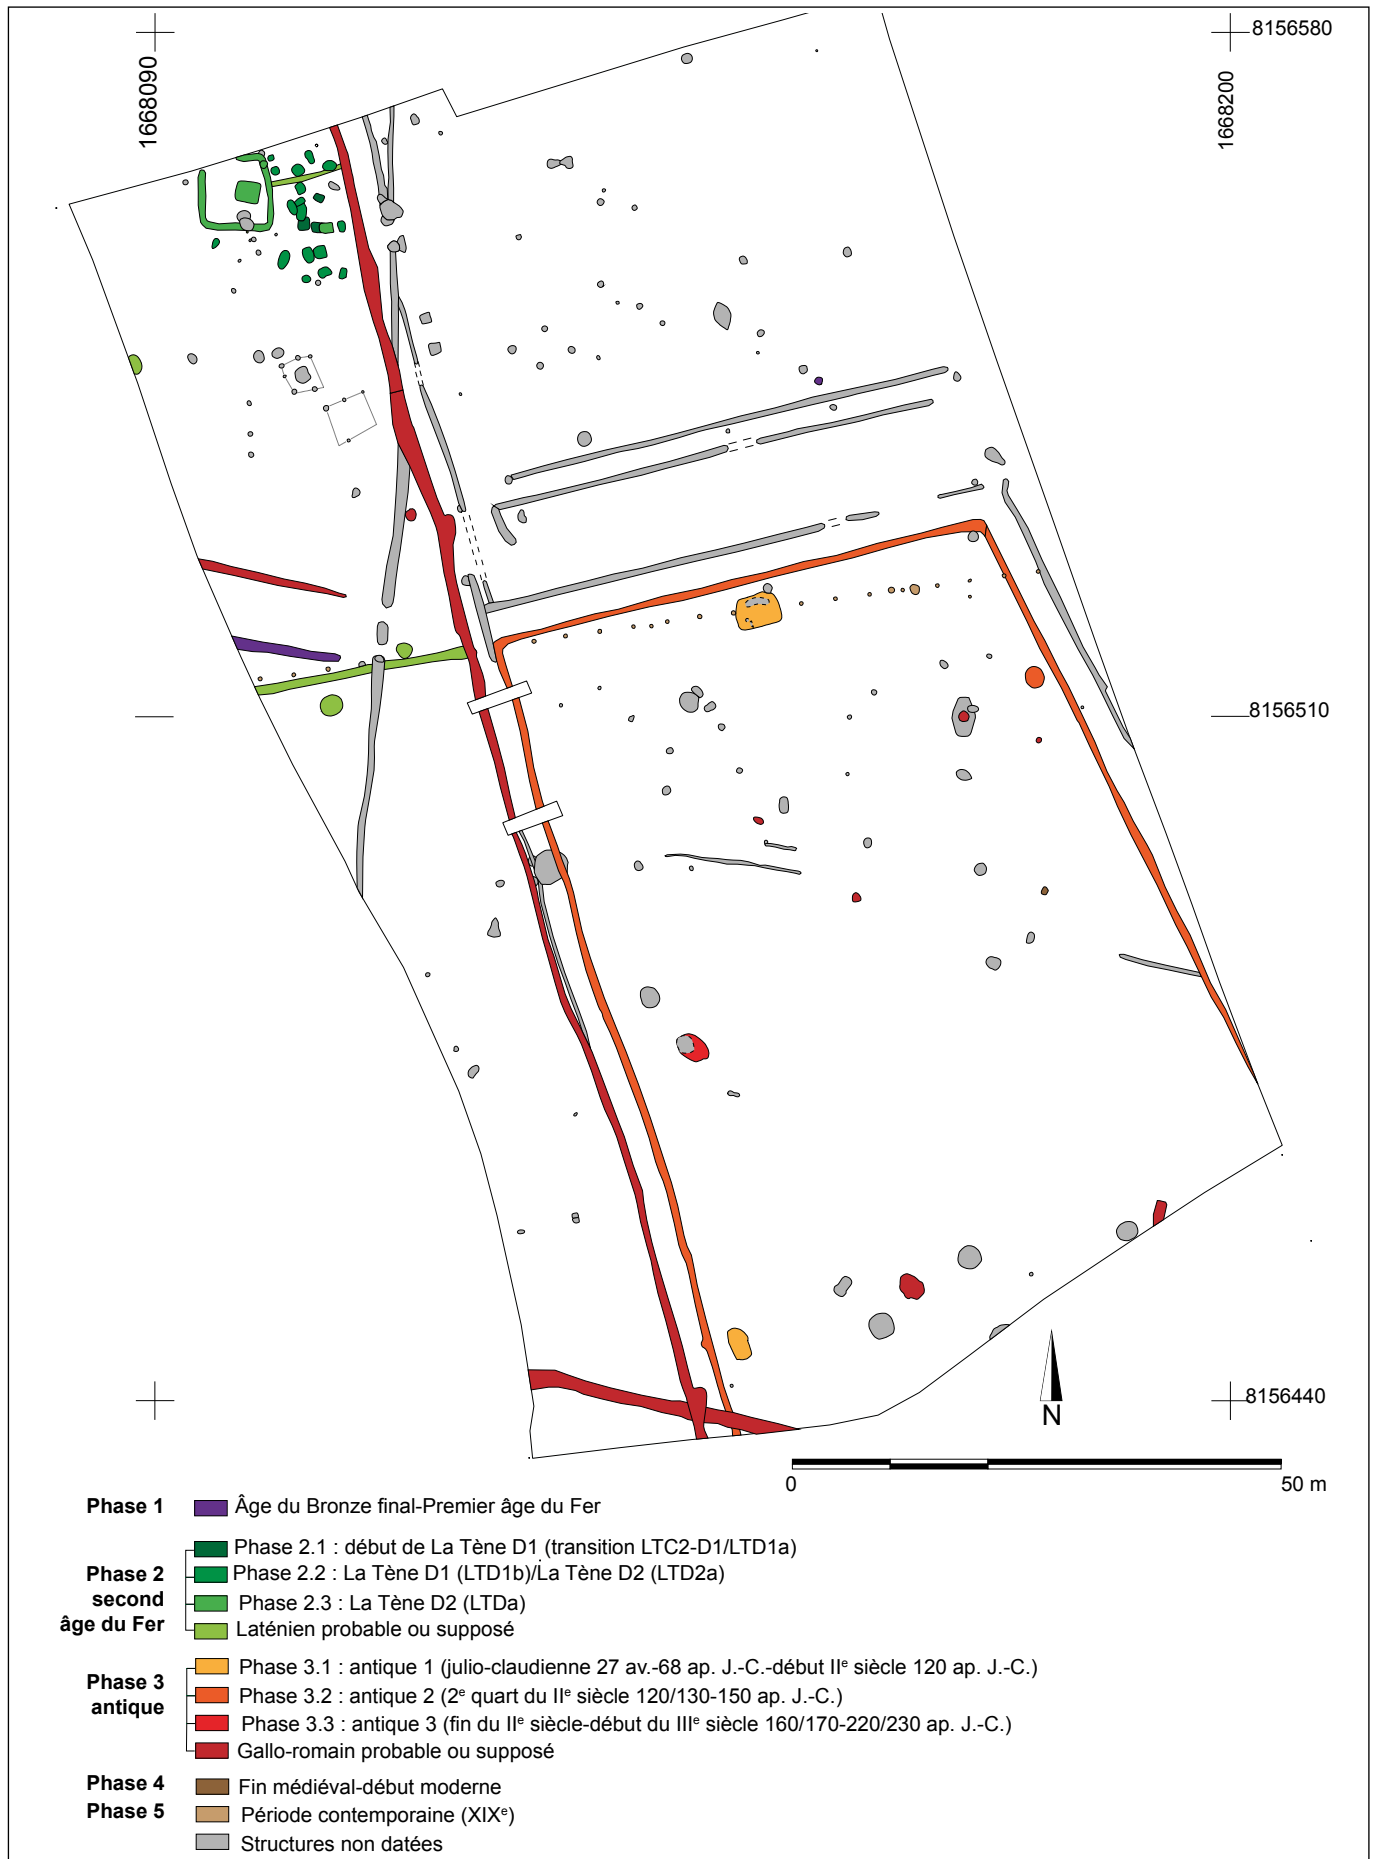 8156580
1668090
1668200
8156510
8156440
N
0 50 m
Phase 1 Âge du Bronze final-Premier âge du Fer
Phase 2
second
âge du Fer
Phase 2.1 : début de La Tène D1 (transition LTC2-D1/LTD1a)
Phase 2.2 : La Tène D1 (LTD1b)/La Tène D2 (LTD2a)
Phase 2.3 : La Tène D2 (LTDa)
Laténien probable ou supposé
Phase 3
antique
Phase 3.1 : antique 1 (julio-claudienne 27 av.-68 ap. J.-C.-début IIe siècle 120 ap. J.-C.)
Phase 3.2 : antique 2 (2e quart du IIe siècle 120/130-150 ap. J.-C.)
Phase 3.3 : antique 3 (fin du IIe siècle-début du IIIe siècle 160/170-220/230 ap. J.-C.)
Gallo-romain probable ou supposé
Phase 4 Fin médiéval-début moderne
Phase 5 Période contemporaine (XIXe)
Structures non datées